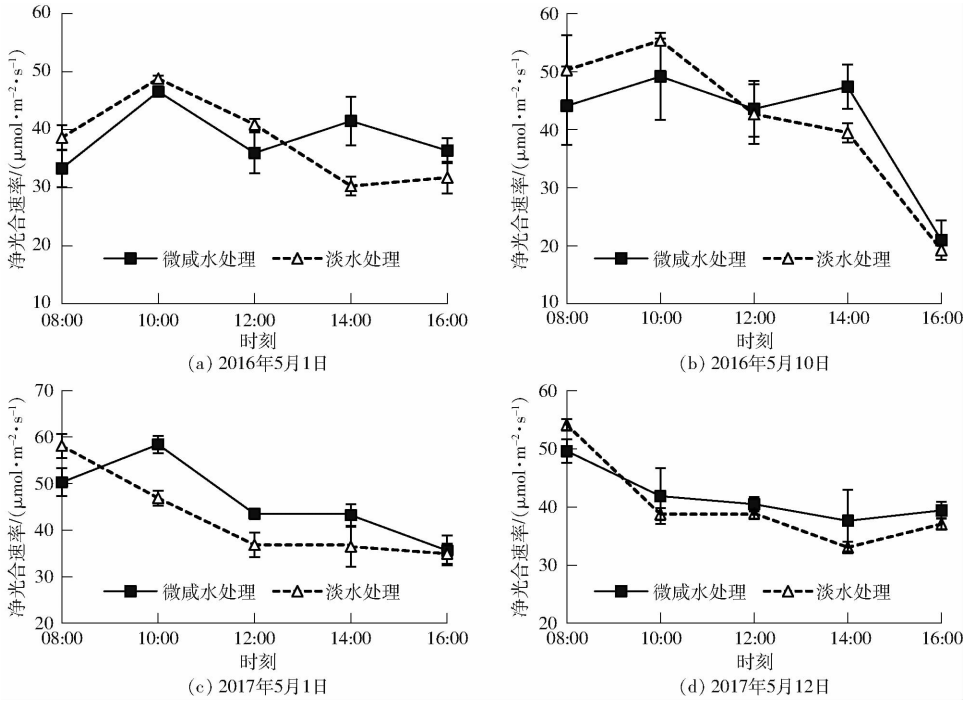 60
50
40
30
20
10
净光合速率/(μmol·m⁻²·s⁻¹)
微咸水处理 淡水处理
08:00 10:00 12:00 14:00 16:00
时刻
(a) 2016年5月1日
60
50
40
30
20
10
净光合速率/(μmol·m⁻²·s⁻¹)
微咸水处理 淡水处理
08:00 10:00 12:00 14:00 16:00
时刻
(b) 2016年5月10日
70
60
50
40
30
20
净光合速率/(μmol·m⁻²·s⁻¹)
微咸水处理 淡水处理
08:00 10:00 12:00 14:00 16:00
时刻
(c) 2017年5月1日
60
50
40
30
20
净光合速率/(μmol·m⁻²·s⁻¹)
微咸水处理 淡水处理
08:00 10:00 12:00 14:00 16:00
时刻
(d) 2017年5月12日